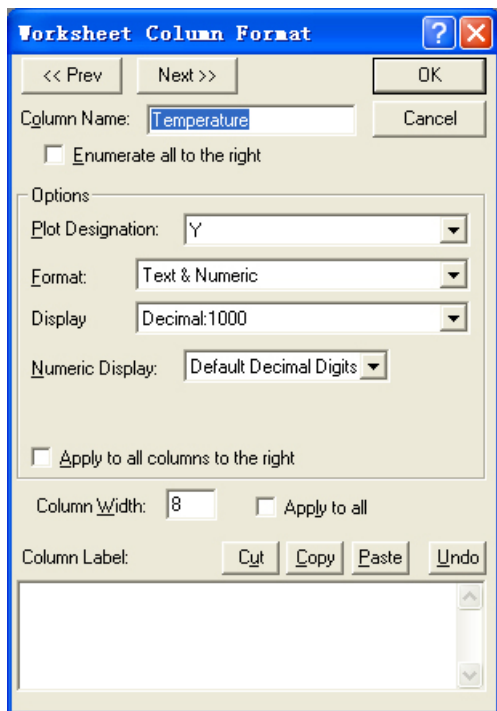 Worksheet Column Format
<< Prev Next >> OK
Column Name: Temperature Cancel
Enumerate all to the right
Options
Plot Designation: Y
Format: Text & Numeric
Display Decimal:1000
Numeric Display: Default Decimal Digits
Apply to all columns to the right
Column Width: 8 Apply to all
Column Label: Cut Copy Paste Undo